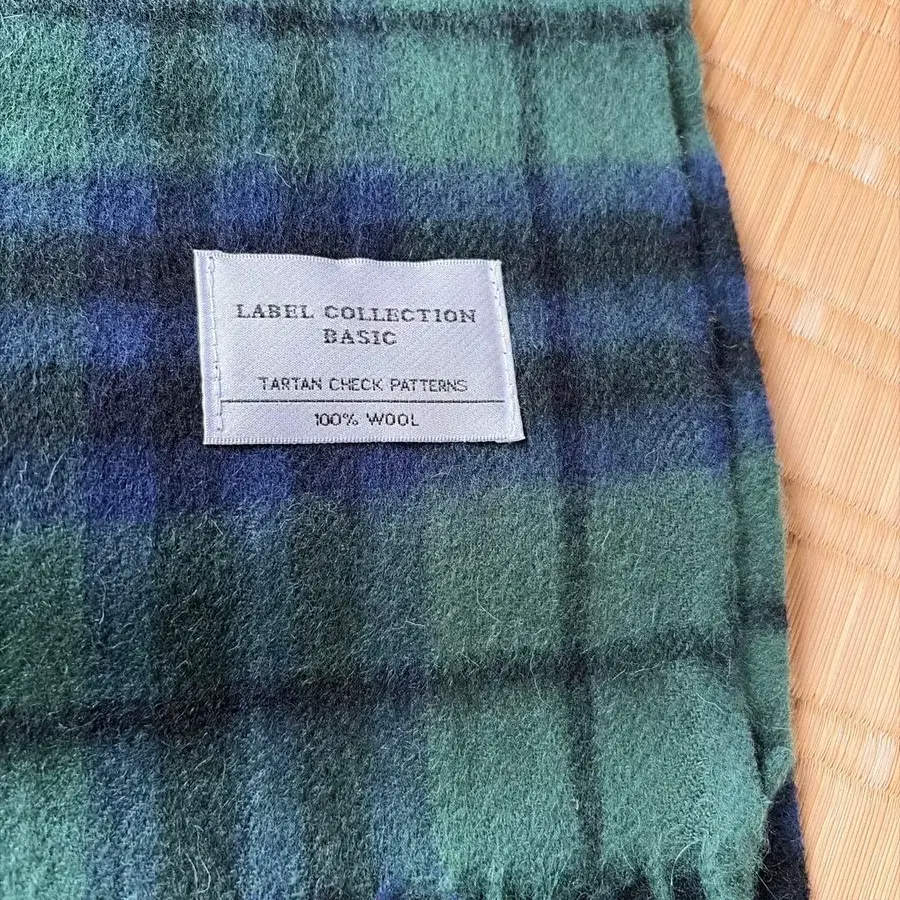 LABEL COLLECTION
BASIC
TARTAN CHECK PATTERNS
100% WOOL